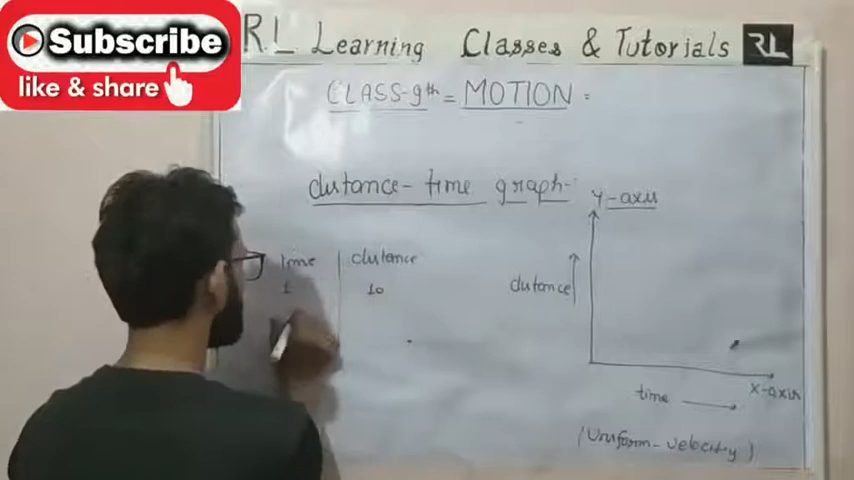 Subscribe
like & share
R.L Learning Classes & Tutorials RL
CLASS-9th = MOTION =
distance - time graph -
Y-axis
time distance
1 10
distance
time
X-axis
(Uniform - velocity)